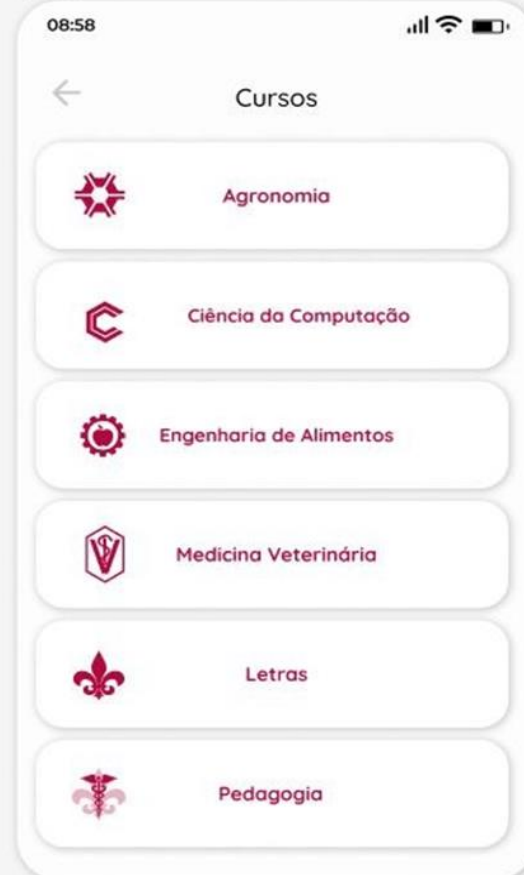 08:58
Cursos
Agronomia
Ciência da Computação
Engenharia de Alimentos
Medicina Veterinária
Letras
Pedagogia